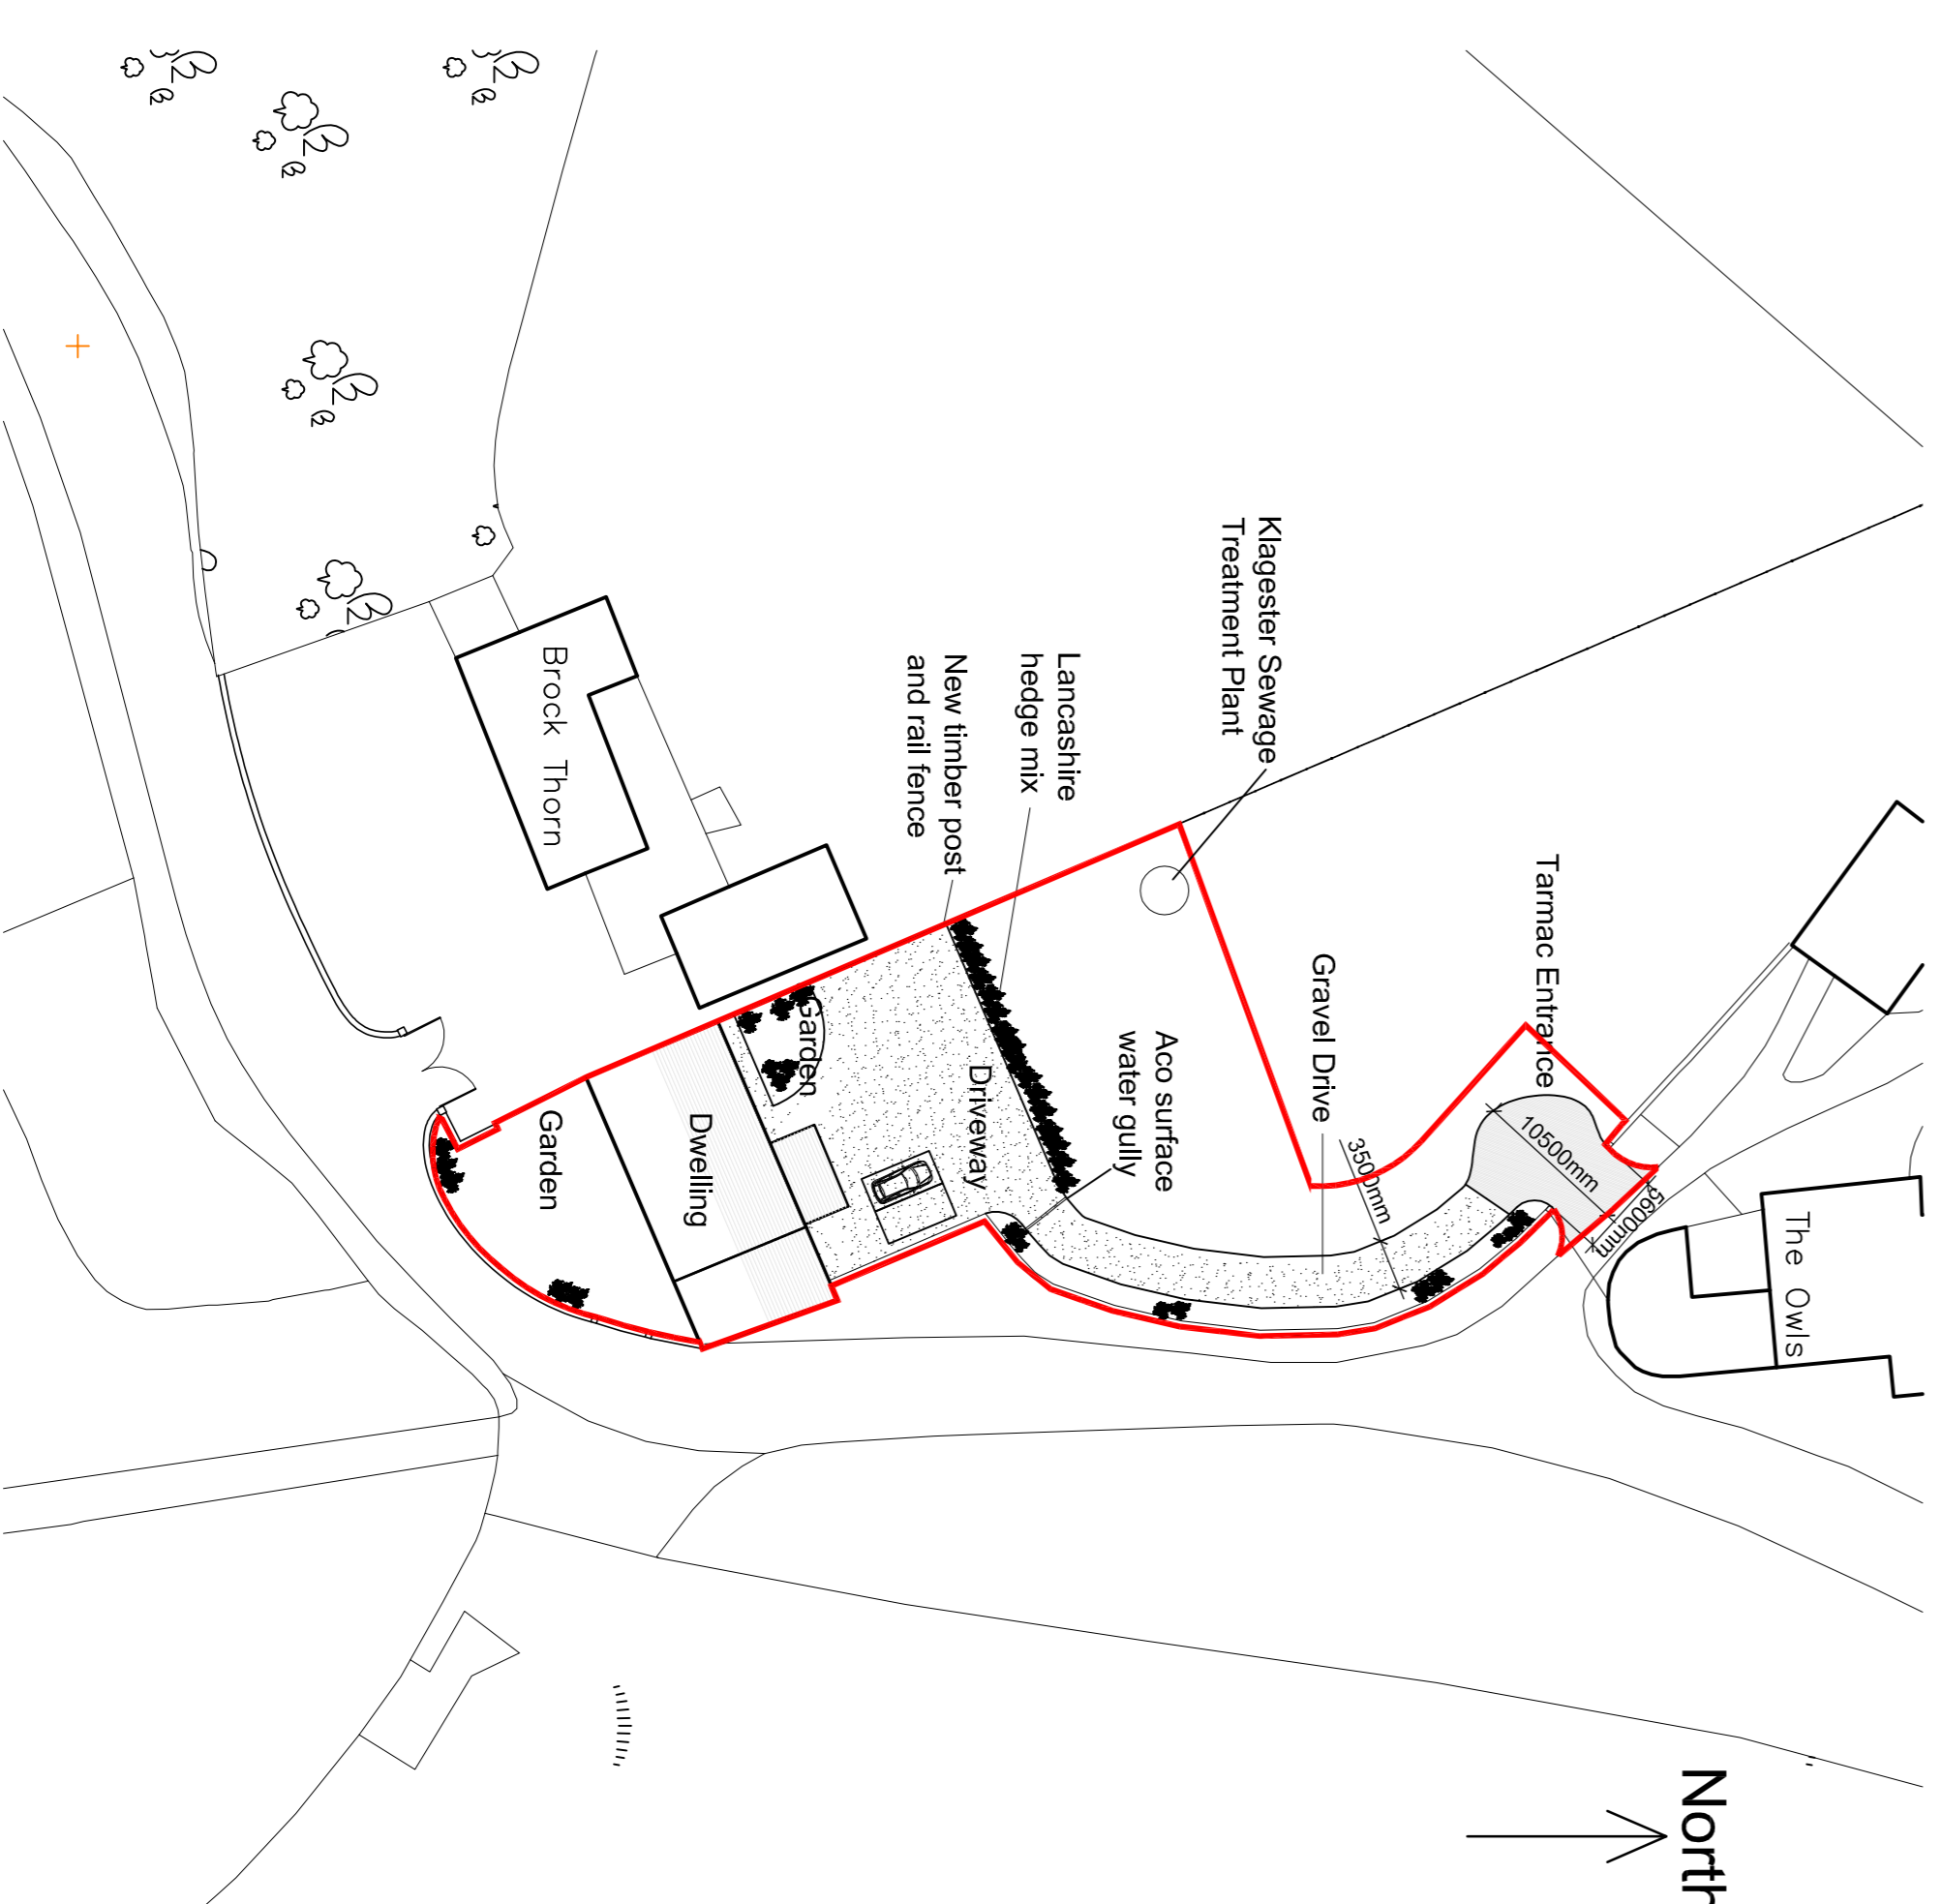 The Owls
North
5600mm
10500mm
Tarmac Entrance
3500mm
Gravel Drive
Klagester Sewage
Treatment Plant
Aco surface
water gully
Lancashire
hedge mix
Driveway
New timber post
and rail fence
Garden
Dwelling
Brock Thorn
Garden